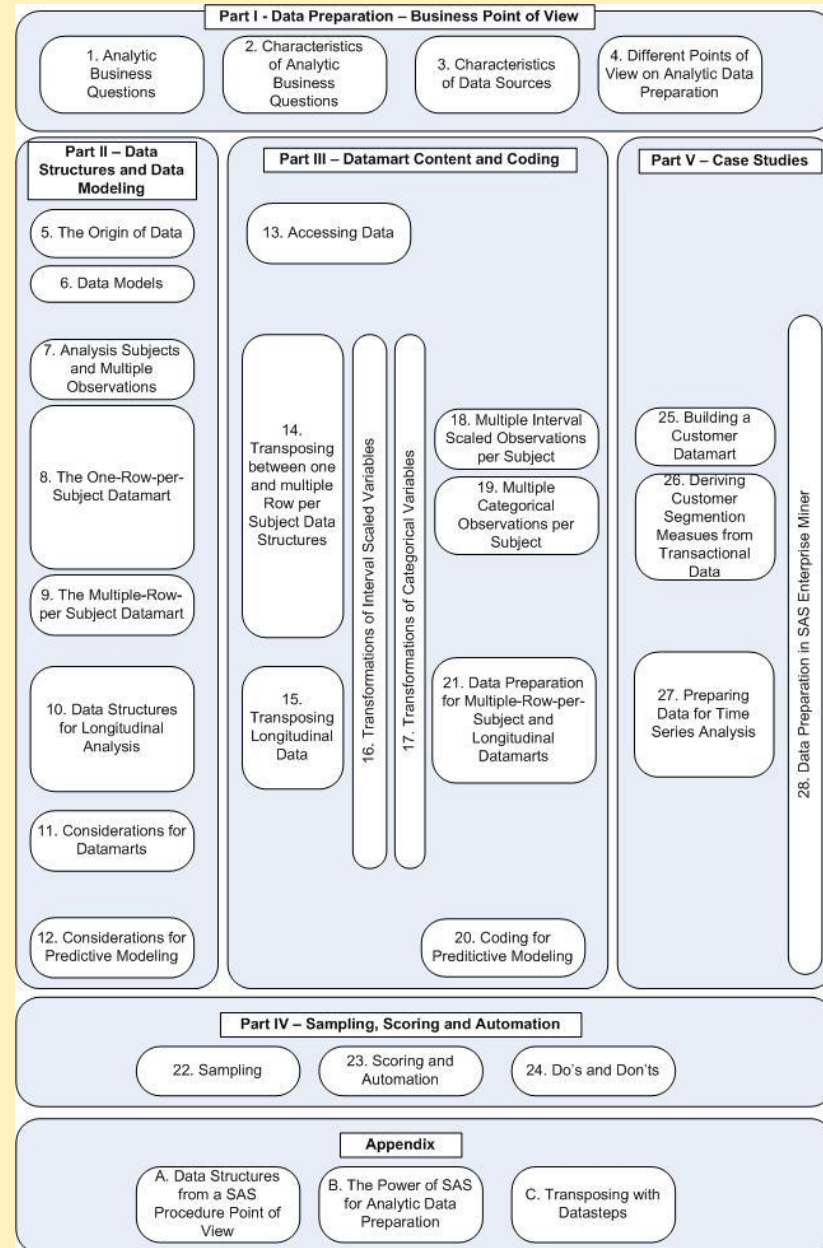 Part I - Data Preparation – Business Point of View
1. Analytic
Business
Questions
2. Characteristics
of Analytic
Business
Questions
3. Characteristics
of Data Sources
4. Different Points of
View on Analytic Data
Preparation
Part II – Data
Structures and Data
Modeling
5. The Origin of Data
6. Data Models
7. Analysis Subjects
and Multiple
Observations
8. The One-Row-per-
Subject Datamart
9. The Multiple-Row-
per Subject Datamart
10. Data Structures
for Longitudinal
Analysis
11. Considerations for
Datamarts
12. Considerations for
Predictive Modeling
Part III – Datamart Content and Coding
13. Accessing Data
14.
Transposing
between one
and multiple
Row per
Subject Data
Structures
15.
Transposing
Longitudinal
Data
16. Transformations of Interval Scaled Variables
17. Transformations of Categorical Variables
18. Multiple Interval
Scaled Observations
per Subject
19. Multiple
Categorical
Observations per
Subject
21. Data Preparation
for Multiple-Row-per-
Subject and
Longitudinal
Datamarts
20. Coding for
Preditictive Modeling
Part V – Case Studies
25. Building a
Customer
Datamart
26. Deriving
Customer
Segmention
Measues from
Transactional
Data
27. Preparing
Data for Time
Series Analysis
28. Data Preparation in SAS Enterprise Miner
Part IV – Sampling, Scoring and Automation
22. Sampling
23. Scoring and
Automation
24. Do's and Don'ts
Appendix
A. Data Structures
from a SAS
Procedure Point of
View
B. The Power of SAS
for Analytic Data
Preparation
C. Transposing with
Datasteps